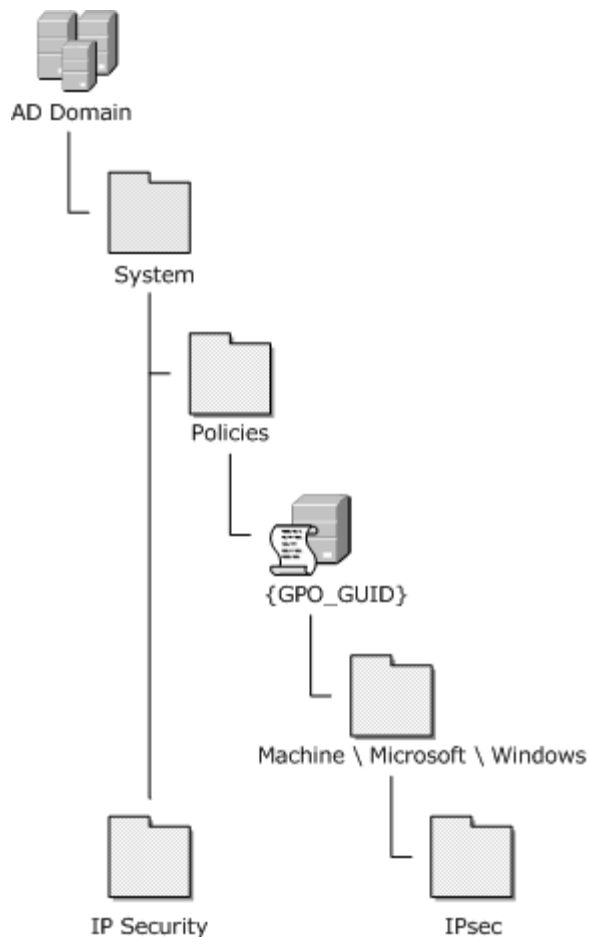 AD Domain
System
Policies
{GPO_GUID}
Machine \ Microsoft \ Windows
IP Security
IPsec